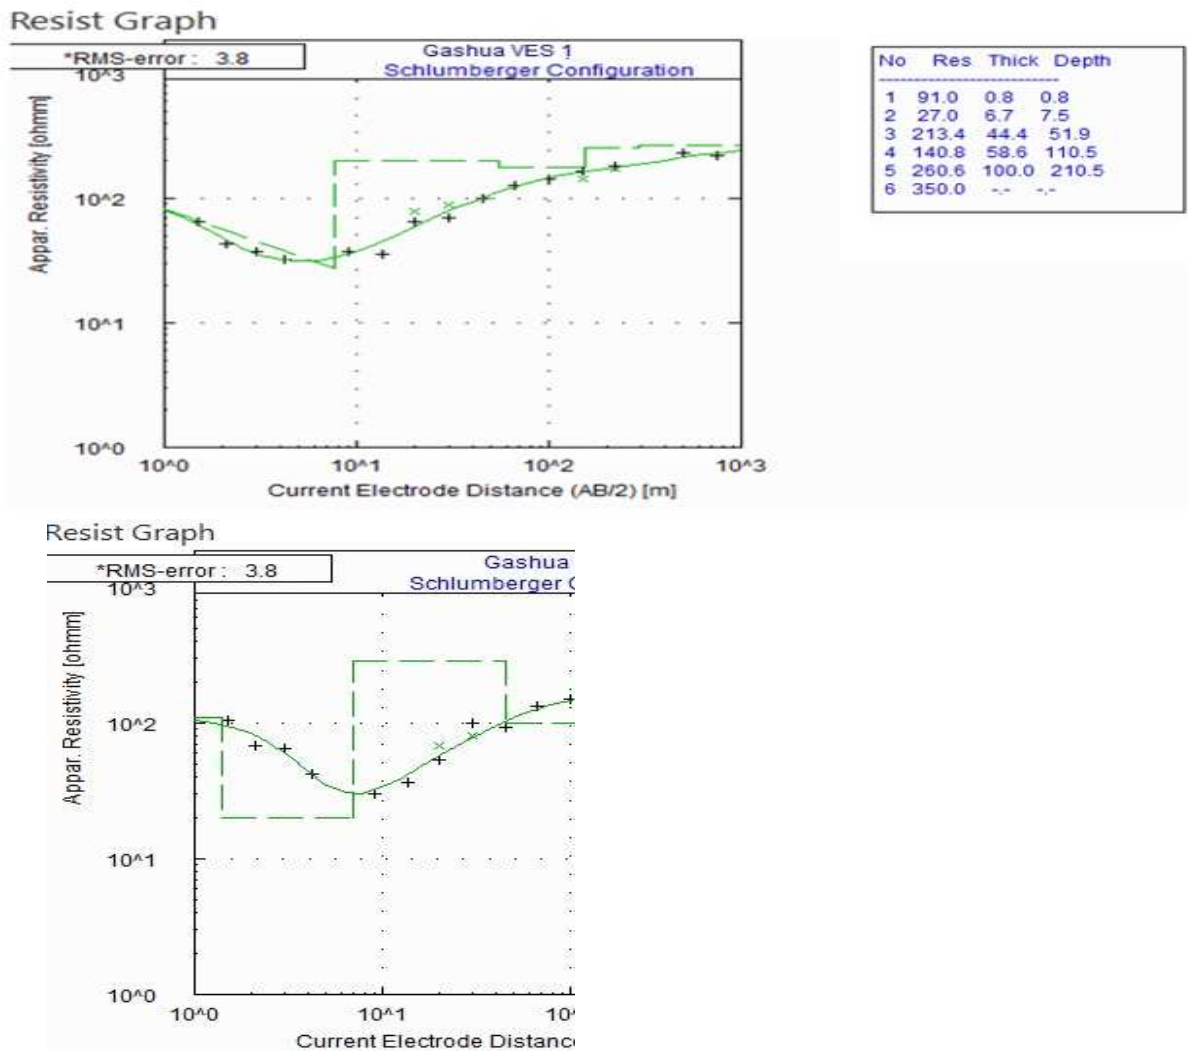 Resist Graph
*RMS-error : 3.8
Gashua VES 1
Schlumberger Configuration
10^3
10^2
10^1
10^0
Appar. Resistivity [ohmm]
10^0 10^1 10^2 10^3
Current Electrode Distance (AB/2) [m]
No Res Thick Depth
1 91.0 0.8 0.8
2 27.0 6.7 7.5
3 213.4 44.4 51.9
4 140.8 58.6 110.5
5 260.6 100.0 210.5
6 350.0 -.- -.-
Resist Graph
*RMS-error : 3.8
Gashua
Schlumberger
10^3
10^2
10^1
10^0
Appar. Resistivity [ohmm]
10^0 10^1 10^
Current Electrode Distanc